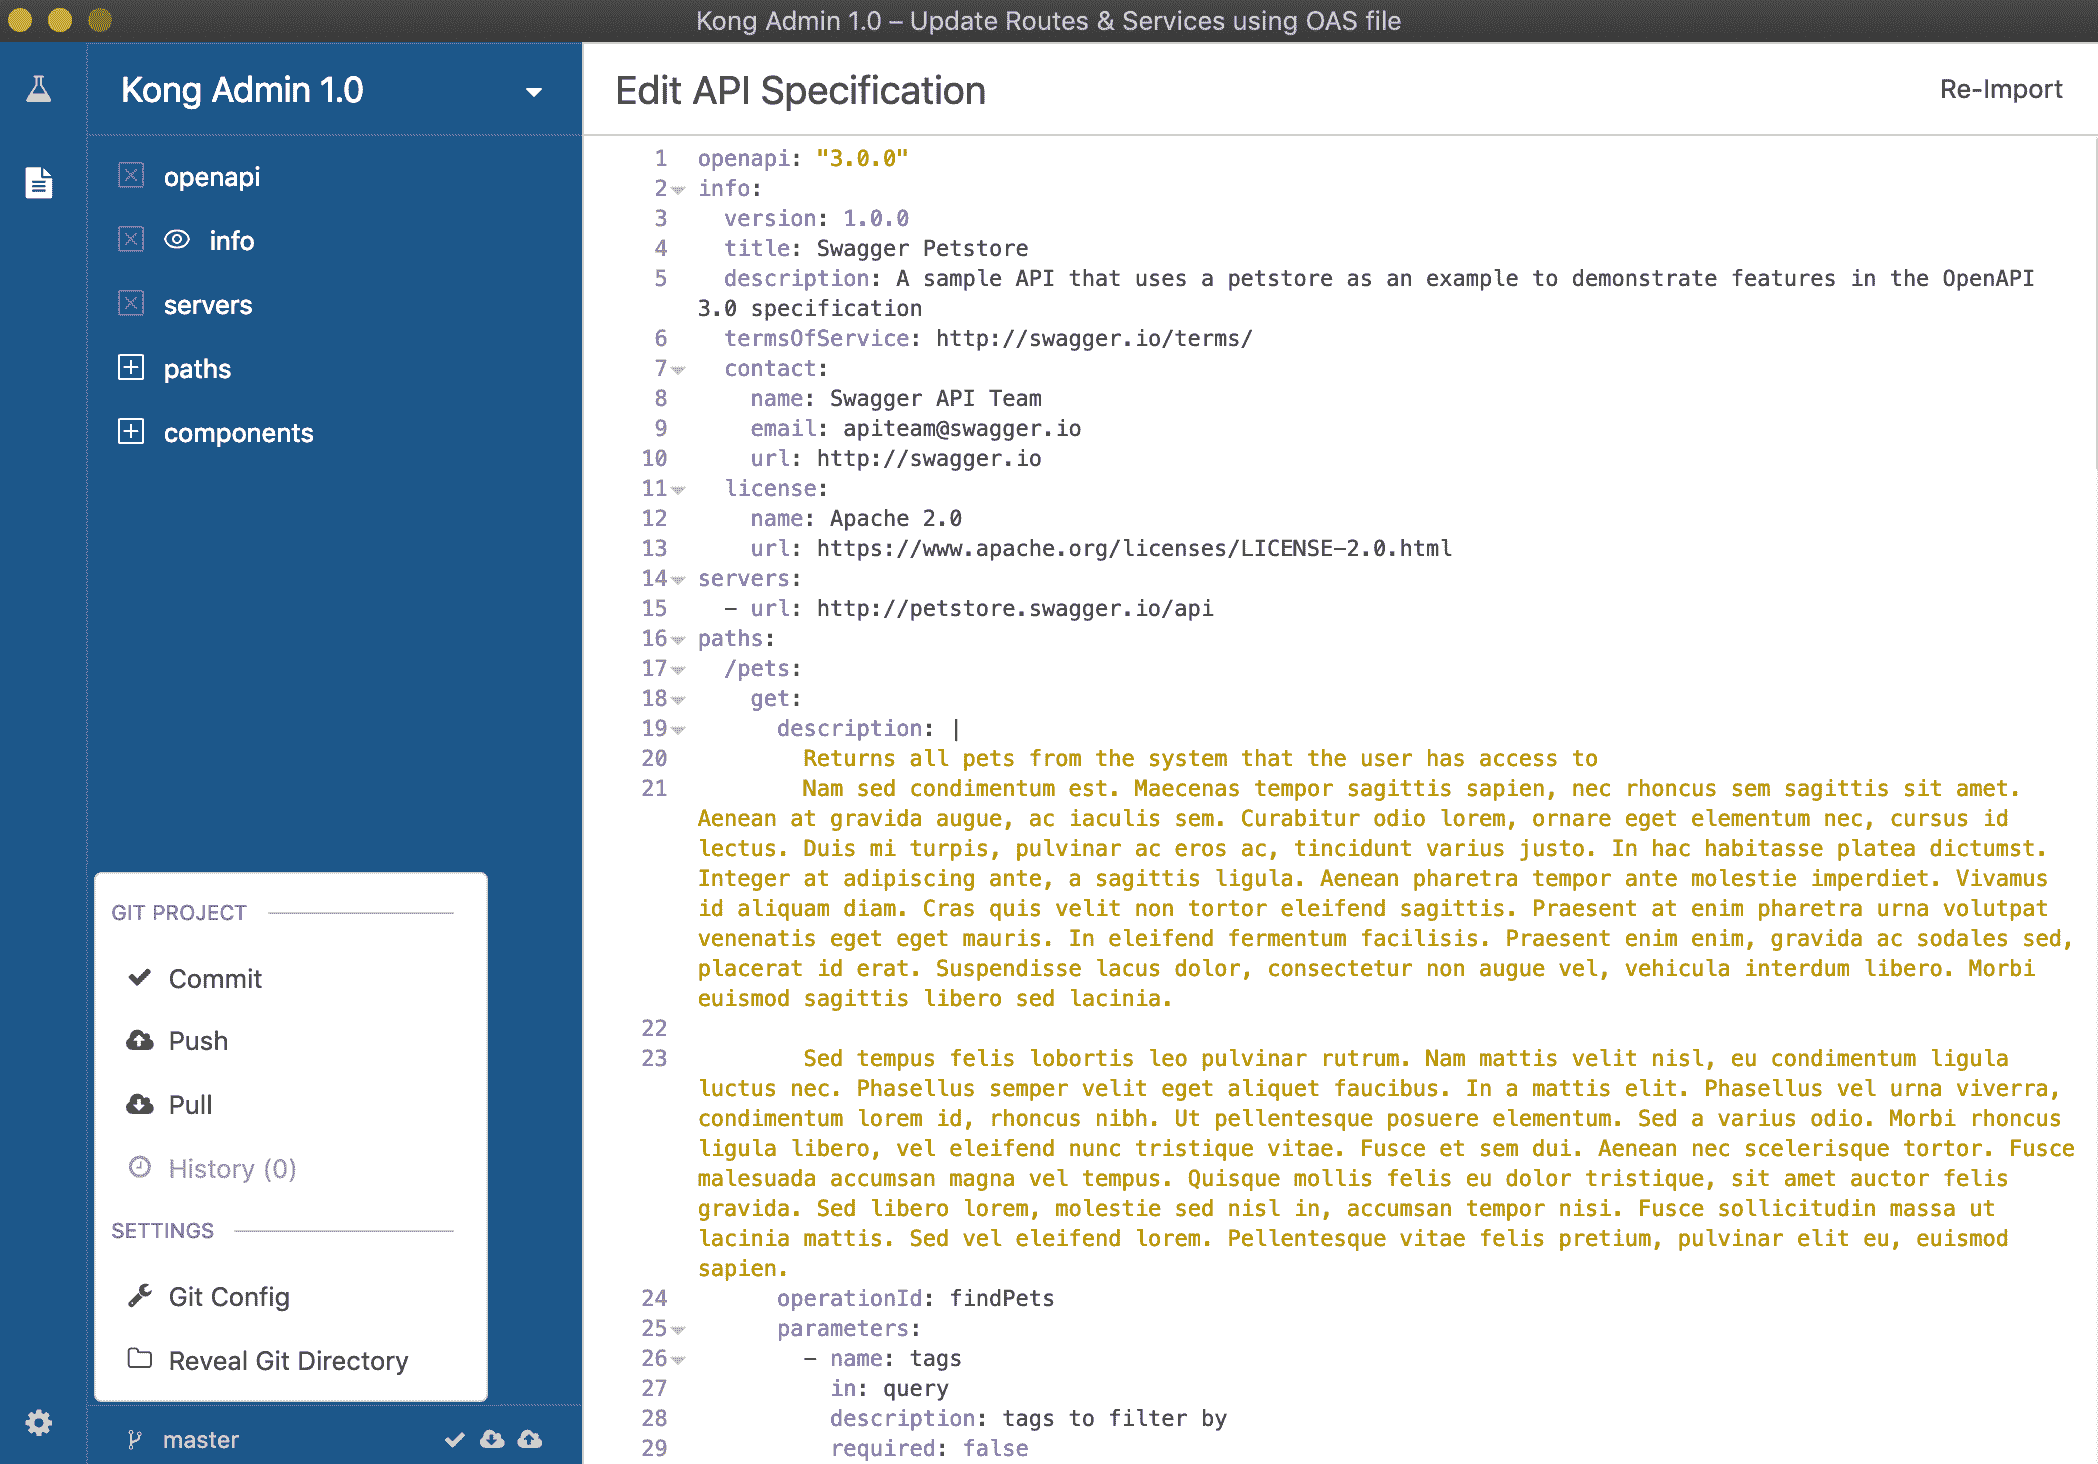 Kong Admin 1.0 – Update Routes & Services using OAS file
Kong Admin 1.0
openapi
info
servers
paths
components
GIT PROJECT
Commit
Push
Pull
History (0)
SETTINGS
Git Config
Reveal Git Directory
master
Edit API Specification
Re-Import
1 openapi: "3.0.0"
2 info:
3 version: 1.0.0
4 title: Swagger Petstore
5 description: A sample API that uses a petstore as an example to demonstrate features in the OpenAPI
3.0 specification
6 termsOfService: http://swagger.io/terms/
7 contact:
8 name: Swagger API Team
9 email: apiteam@swagger.io
10 url: http://swagger.io
11 license:
12 name: Apache 2.0
13 url: https://www.apache.org/licenses/LICENSE-2.0.html
14 servers:
15 - url: http://petstore.swagger.io/api
16 paths:
17 /pets:
18 get:
19 description: |
20 Returns all pets from the system that the user has access to
21 Nam sed condimentum est. Maecenas tempor sagittis sapien, nec rhoncus sem sagittis sit amet.
Aenean at gravida augue, ac iaculis sem. Curabitur odio lorem, ornare eget elementum nec, cursus id
lectus. Duis mi turpis, pulvinar ac eros ac, tincidunt varius justo. In hac habitasse platea dictumst.
Integer at adipiscing ante, a sagittis ligula. Aenean pharetra tempor ante molestie imperdiet. Vivamus
id aliquam diam. Cras quis velit non tortor eleifend sagittis. Praesent at enim pharetra urna volutpat
venenatis eget eget mauris. In eleifend fermentum facilisis. Praesent enim enim, gravida ac sodales sed,
placerat id erat. Suspendisse lacus dolor, consectetur non augue vel, vehicula interdum libero. Morbi
euismod sagittis libero sed lacinia.
22
23 Sed tempus felis lobortis leo pulvinar rutrum. Nam mattis velit nisl, eu condimentum ligula
luctus nec. Phasellus semper velit eget aliquet faucibus. In a mattis elit. Phasellus vel urna viverra,
condimentum lorem id, rhoncus nibh. Ut pellentesque posuere elementum. Sed a varius odio. Morbi rhoncus
ligula libero, vel eleifend nunc tristique vitae. Fusce et sem dui. Aenean nec scelerisque tortor. Fusce
malesuada accumsan magna vel tempus. Quisque mollis felis eu dolor tristique, sit amet auctor felis
gravida. Sed libero lorem, molestie sed nisl in, accumsan tempor nisi. Fusce sollicitudin massa ut
lacinia mattis. Sed vel eleifend lorem. Pellentesque vitae felis pretium, pulvinar elit eu, euismod
sapien.
24 operationId: findPets
25 parameters:
26 - name: tags
27 in: query
28 description: tags to filter by
29 required: false